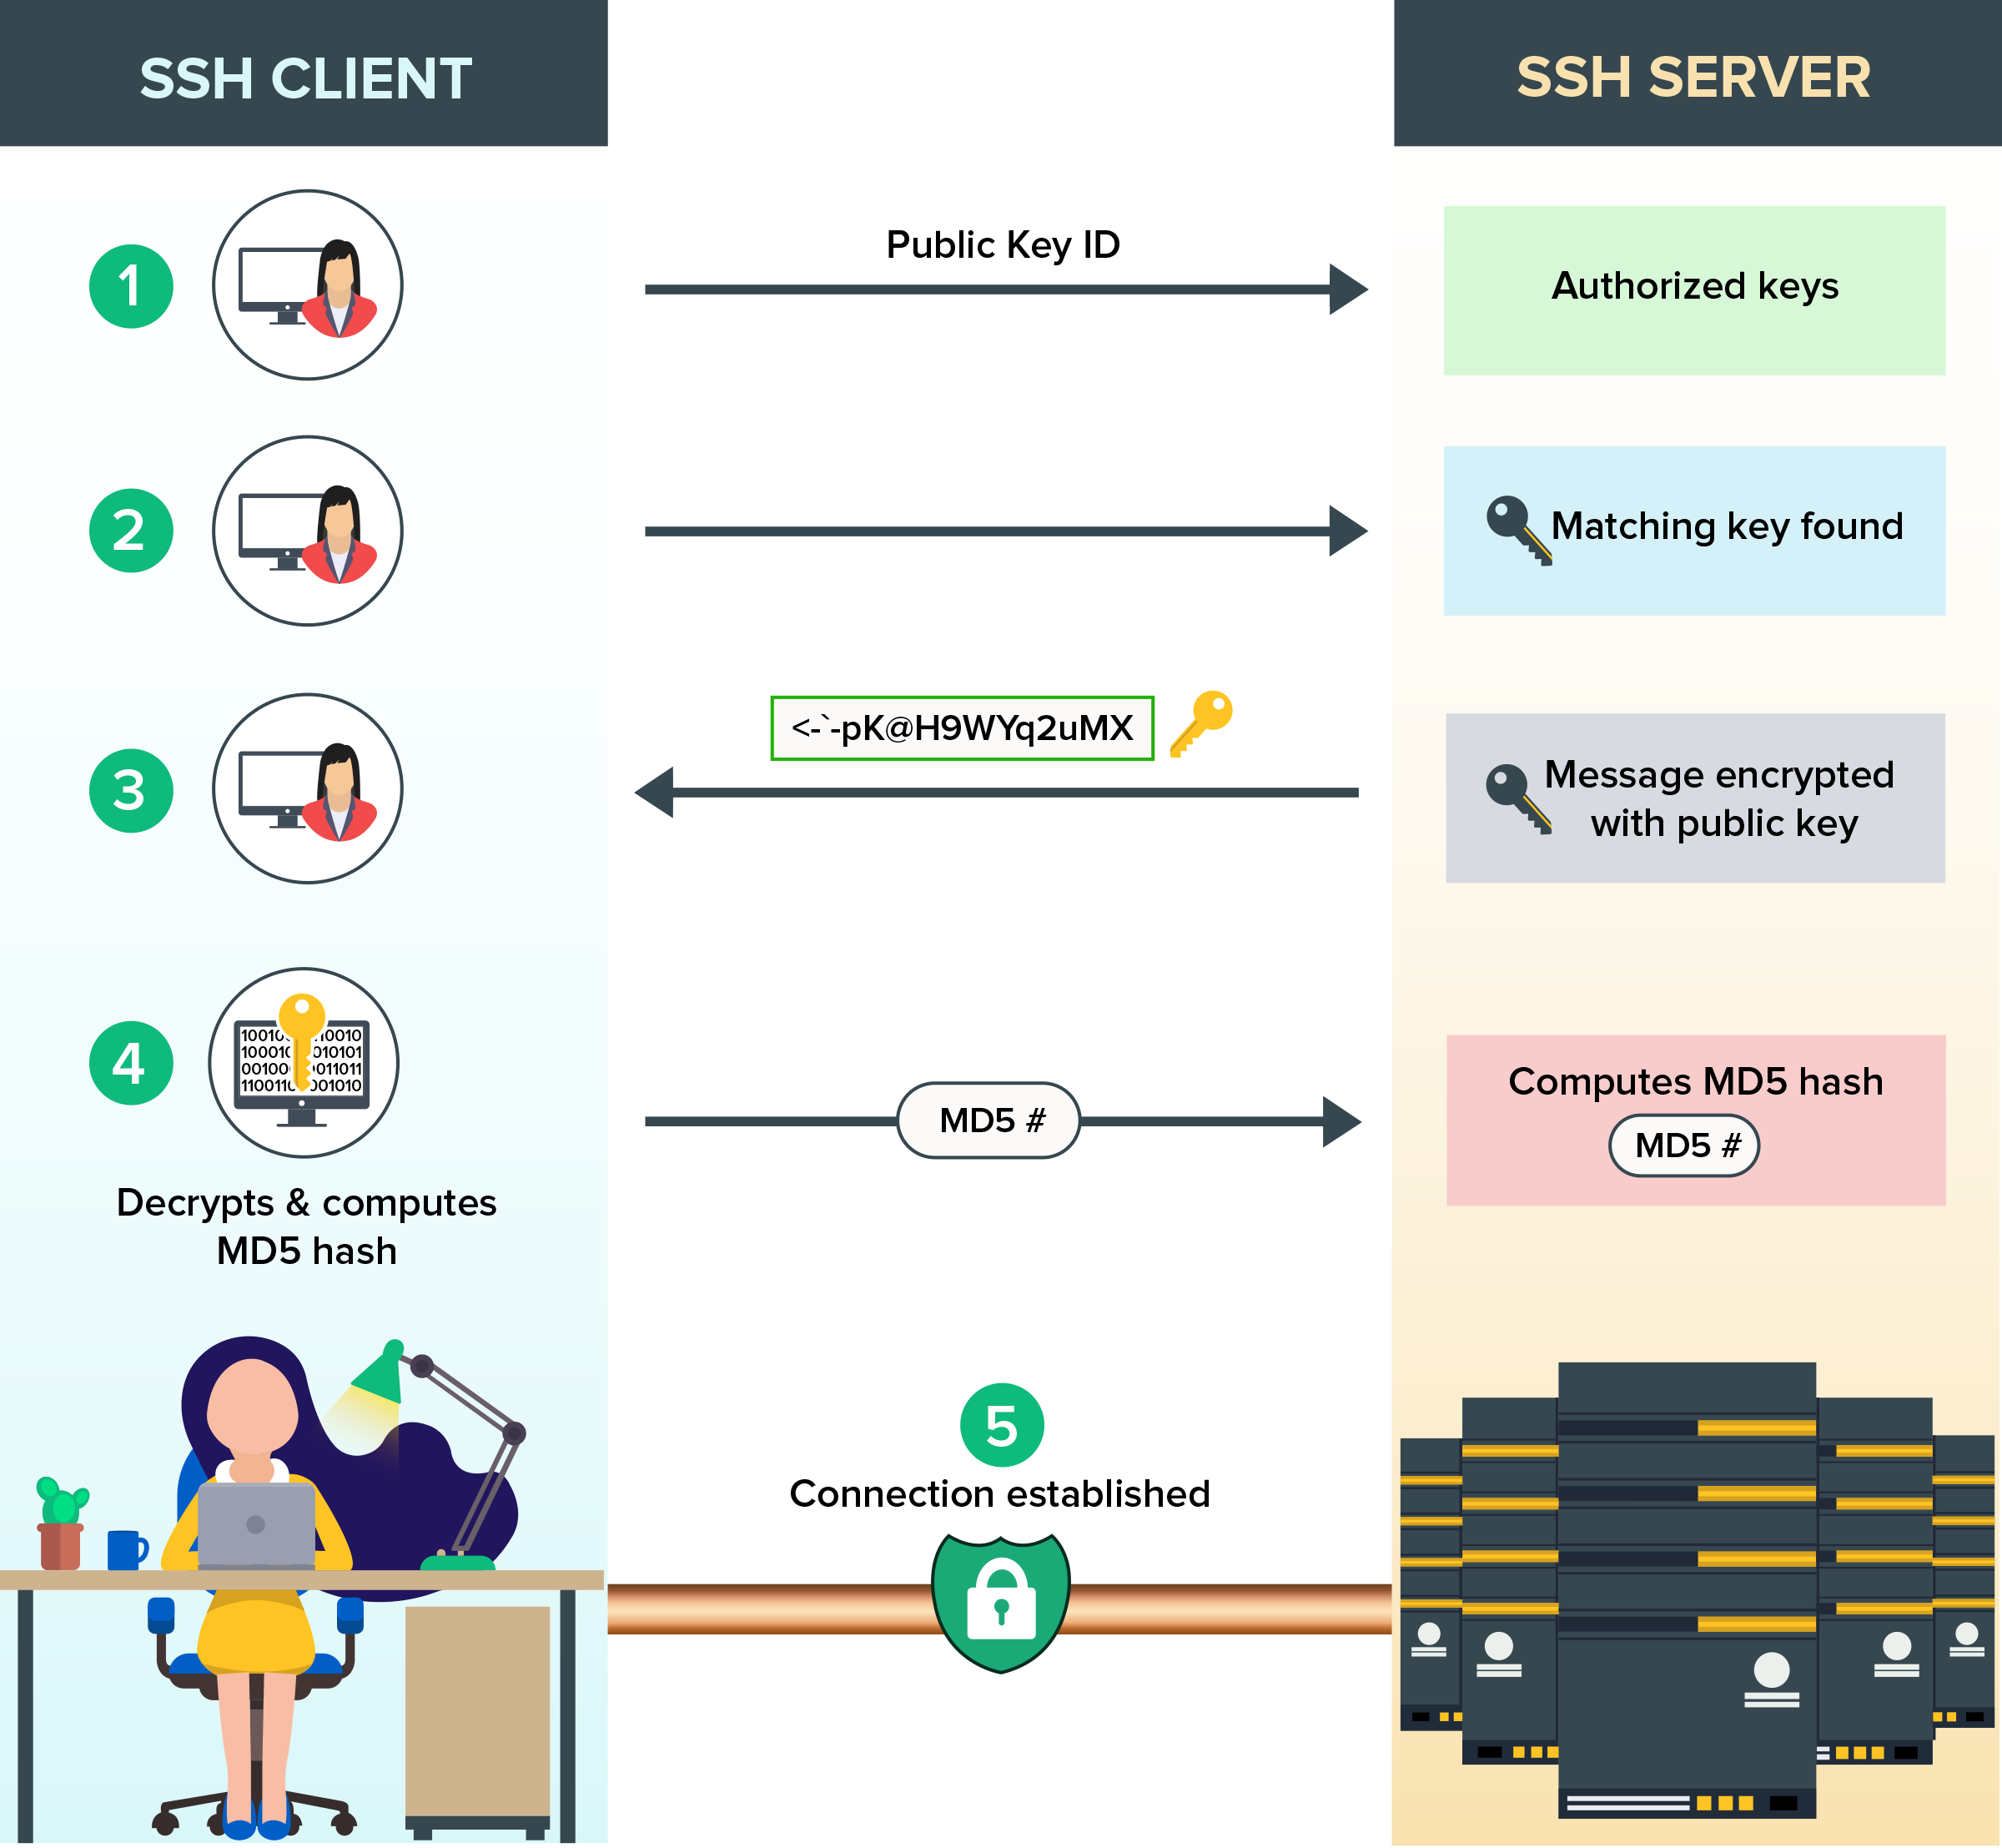 SSH CLIENT
SSH SERVER
1
Public Key ID
Authorized keys
2
Matching key found
3
<-`-pK@H9WYq2uMX
Message encrypted
with public key
4
MD5 #
Computes MD5 hash
MD5 #
Decrypts & computes
MD5 hash
5
Connection established